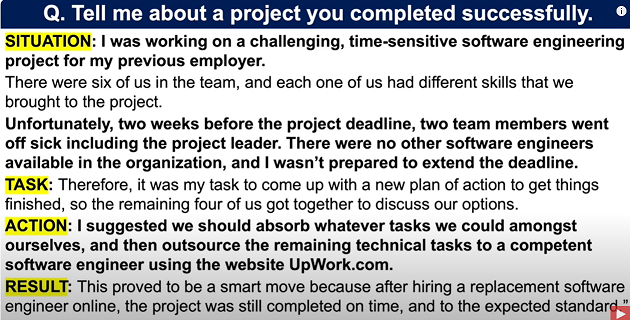 Q. Tell me about a project you completed successfully.
SITUATION: I was working on a challenging, time-sensitive software engineering
project for my previous employer.
There were six of us in the team, and each one of us had different skills that we
brought to the project.
Unfortunately, two weeks before the project deadline, two team members went
off sick including the project leader. There were no other software engineers
available in the organization, and I wasn’t prepared to extend the deadline.
TASK: Therefore, it was my task to come up with a new plan of action to get things
finished, so the remaining four of us got together to discuss our options.
ACTION: I suggested we should absorb whatever tasks we could amongst
ourselves, and then outsource the remaining technical tasks to a competent
software engineer using the website UpWork.com.
RESULT: This proved to be a smart move because after hiring a replacement software
engineer online, the project was still completed on time, and to the expected standard.”